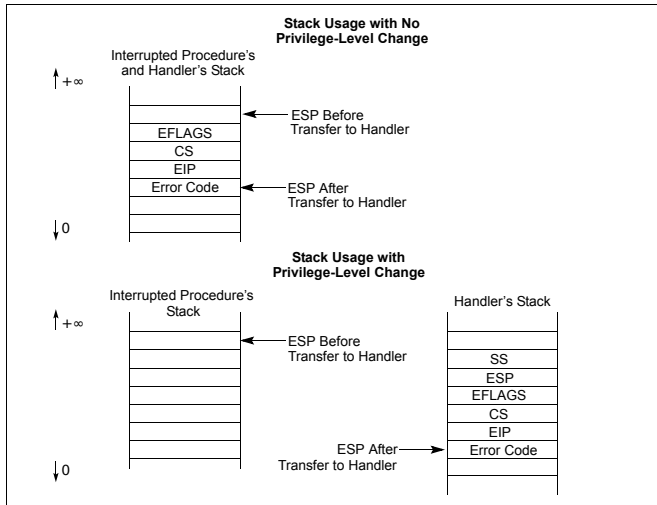 Stack Usage with No
Privilege-Level Change
Interrupted Procedure's
and Handler's Stack
+∞
ESP Before
Transfer to Handler
EFLAGS
CS
EIP
Error Code
ESP After
Transfer to Handler
0
Stack Usage with
Privilege-Level Change
Interrupted Procedure's
Stack
Handler's Stack
+∞
ESP Before
Transfer to Handler
SS
ESP
EFLAGS
CS
EIP
Error Code
ESP After
Transfer to Handler
0